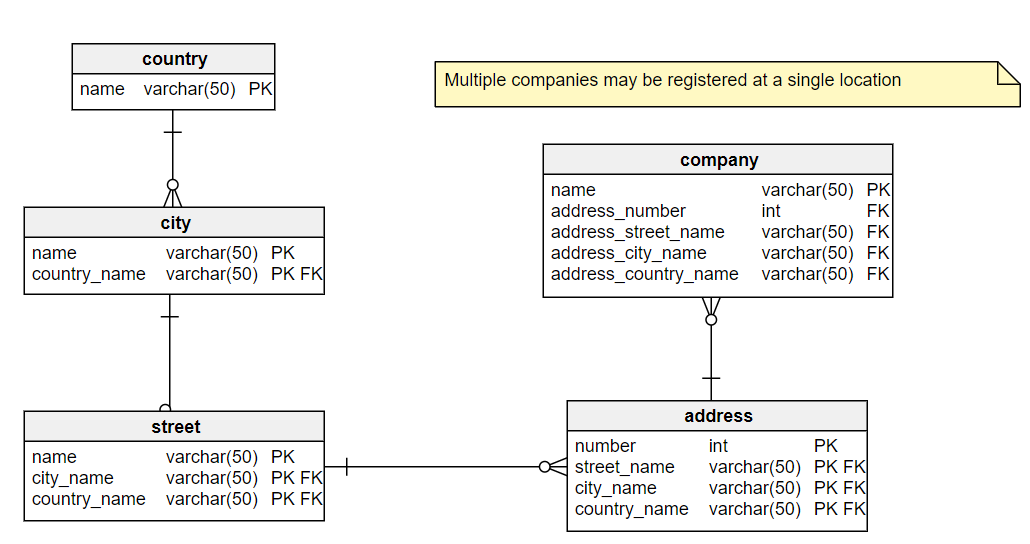 country
name varchar(50) PK
Multiple companies may be registered at a single location
company
name varchar(50) PK
address_number int FK
address_street_name varchar(50) FK
address_city_name varchar(50) FK
address_country_name varchar(50) FK
city
name varchar(50) PK
country_name varchar(50) PK FK
street
name varchar(50) PK
city_name varchar(50) PK FK
country_name varchar(50) PK FK
address
number int PK
street_name varchar(50) PK FK
city_name varchar(50) PK FK
country_name varchar(50) PK FK